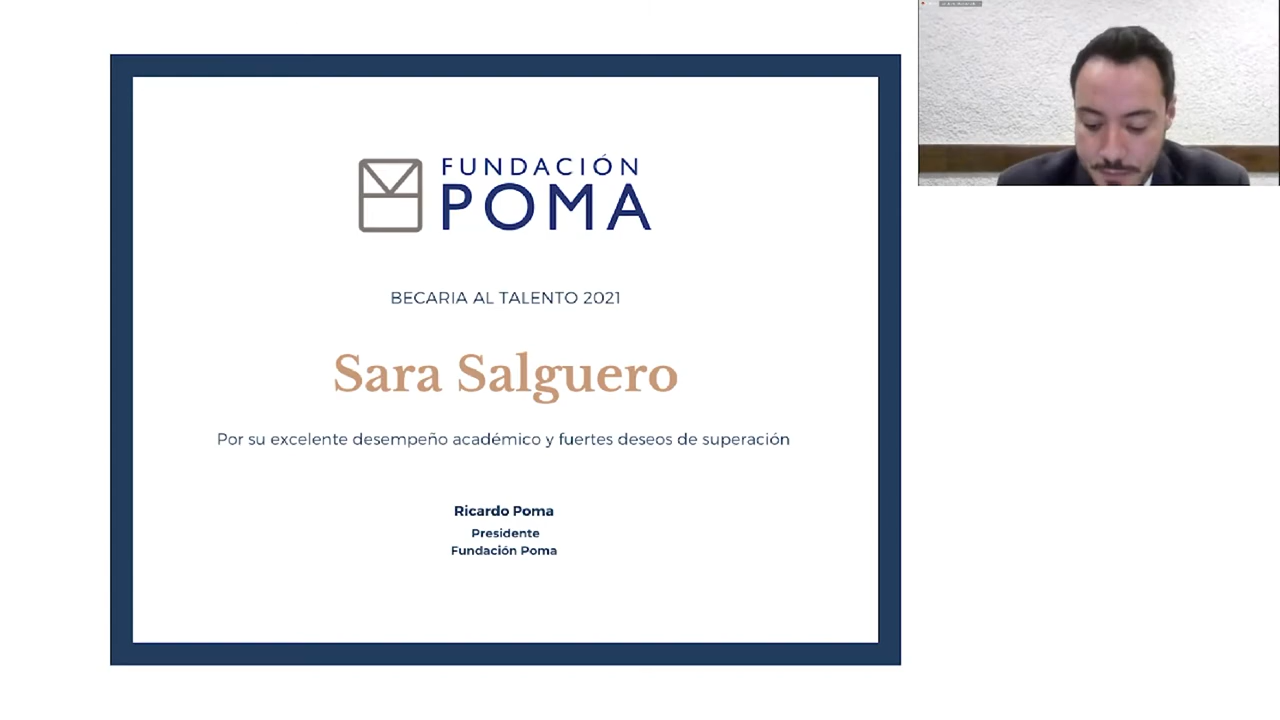 FUNDACIÓN
POMA
BECARIA AL TALENTO 2021
Sara Salguero
Por su excelente desempeño académico y fuertes deseos de superación
Ricardo Poma
Presidente
Fundación Poma